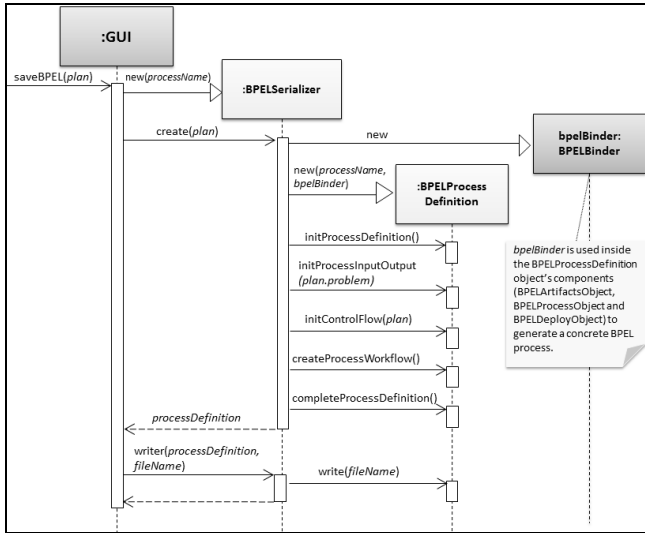 :GUI
saveBPEL(plan)
new(processName)
:BPELSerializer
create(plan)
new
bpelBinder:
BPELBinder
new(processName,
bpelBinder)
:BPELProcess
Definition
initProcessDefinition()
initProcessInputOutput
(plan.problem)
initControlFlow(plan)
createProcessWorkflow()
completeProcessDefinition()
bpelBinder is used inside
the BPELProcessDefinition
object's components
(BPELArtifactsObject,
BPELProcessObject and
BPELDeployObject) to
generate a concrete BPEL
process.
processDefinition
writer(processDefinition,
fileName)
write(fileName)